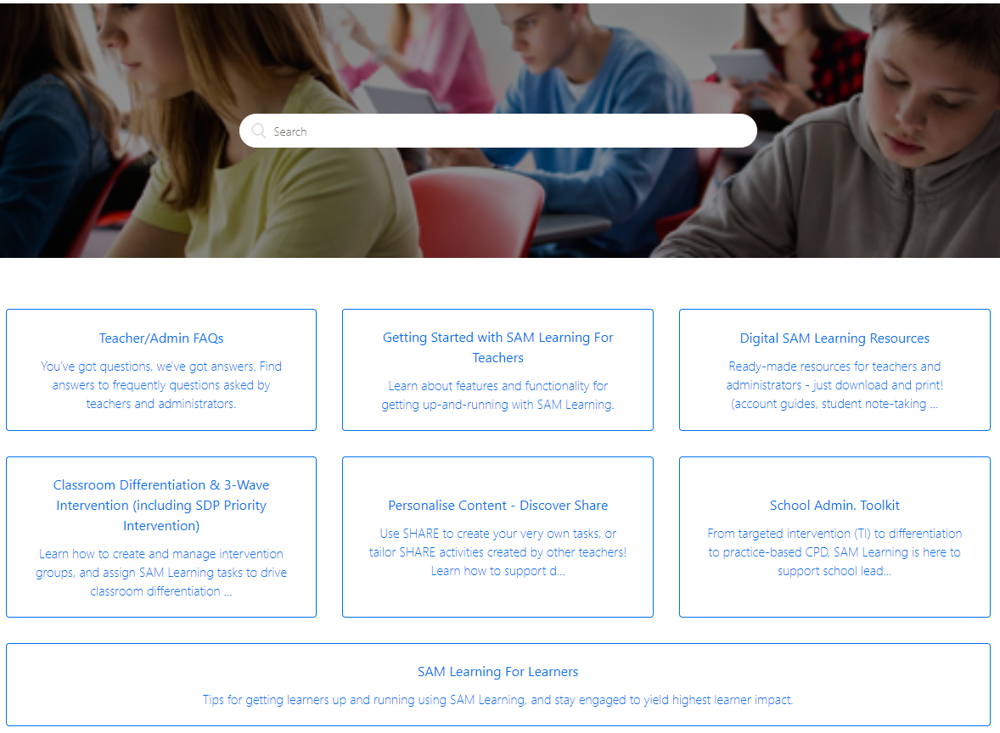 Search
Teacher/Admin FAQs
You've got questions, we've got answers. Find
answers to frequently questions asked by
teachers and administrators.
Getting Started with SAM Learning For
Teachers
Learn about features and functionality for
getting up-and-running with SAM Learning.
Digital SAM Learning Resources
Ready-made resources for teachers and
administrators - just download and print!
(account guides, student note-taking ...
Classroom Differentiation & 3-Wave
Intervention (including SDP Priority
Intervention)
Learn how to create and manage intervention
groups, and assign SAM Learning tasks to drive
classroom differentiation ...
Personalise Content - Discover Share
Use SHARE to create your very own tasks, or
tailor SHARE activities created by other teachers!
Learn how to support d...
School Admin. Toolkit
From targeted intervention (TI) to differentiation
to practice-based CPD, SAM Learning is here to
support school lead...
SAM Learning For Learners
Tips for getting learners up and running using SAM Learning, and stay engaged to yield highest learner impact.